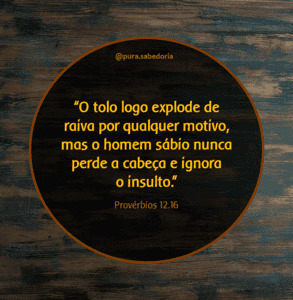 @pura.sabedoria
“O tolo logo explode de
raiva por qualquer motivo,
mas o homem sábio nunca
perde a cabeça e ignora
o insulto.”
Provérbios 12.16